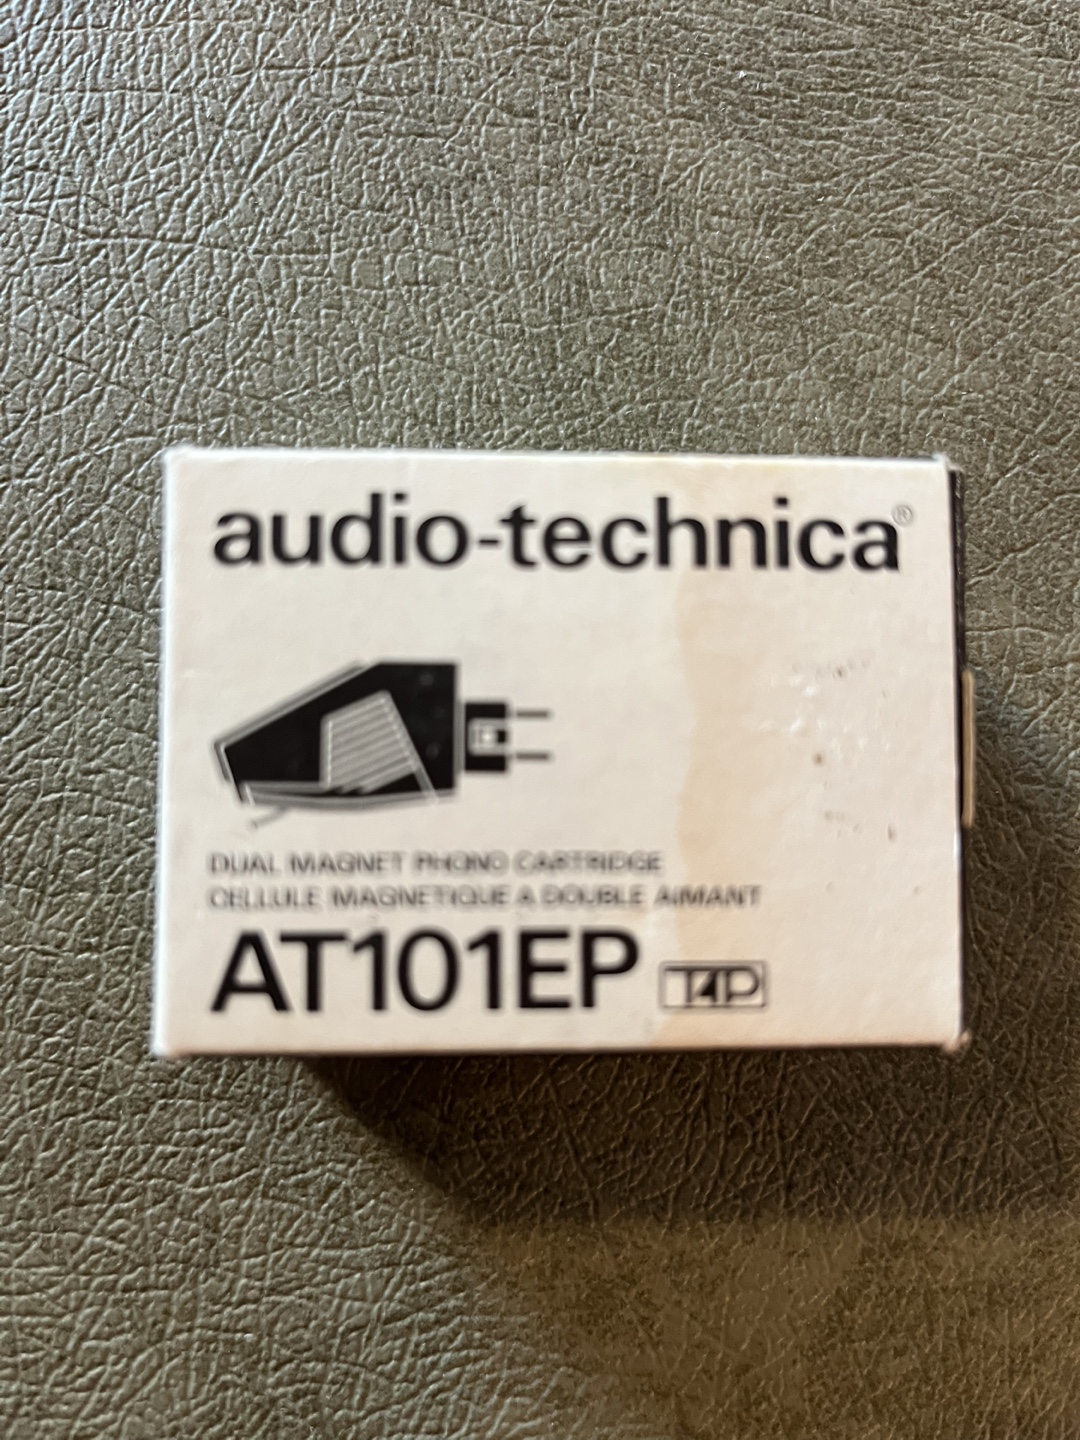 audio-technica®
DUAL MAGNET PHONO CARTRIDGE
CELLULE MAGNETIQUE A DOUBLE AIMANT
AT101EP T4P